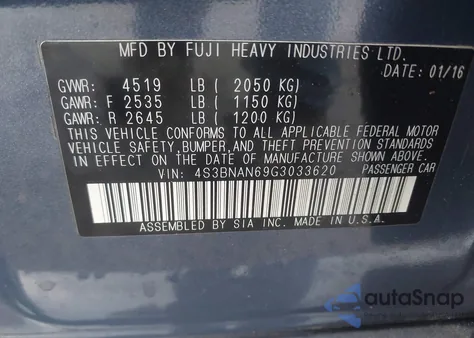 MFD BY FUJI HEAVY INDUSTRIES LTD.
DATE: 01/16
GVWR: 4519 LB ( 2050 KG)
GAWR: F 2535 LB ( 1150 KG)
GAWR: R 2645 LB ( 1200 KG)
THIS VEHICLE CONFORMS TO ALL APPLICABLE FEDERAL MOTOR
VEHICLE SAFETY, BUMPER, AND THEFT PREVENTION STANDARDS
IN EFFECT ON THE DATE OF MANUFACTURE SHOWN ABOVE.
VIN: 4S3BNAN69G3033620 PASSENGER CAR
ASSEMBLED BY SIA INC. MADE IN U.S.A.
autoSnap